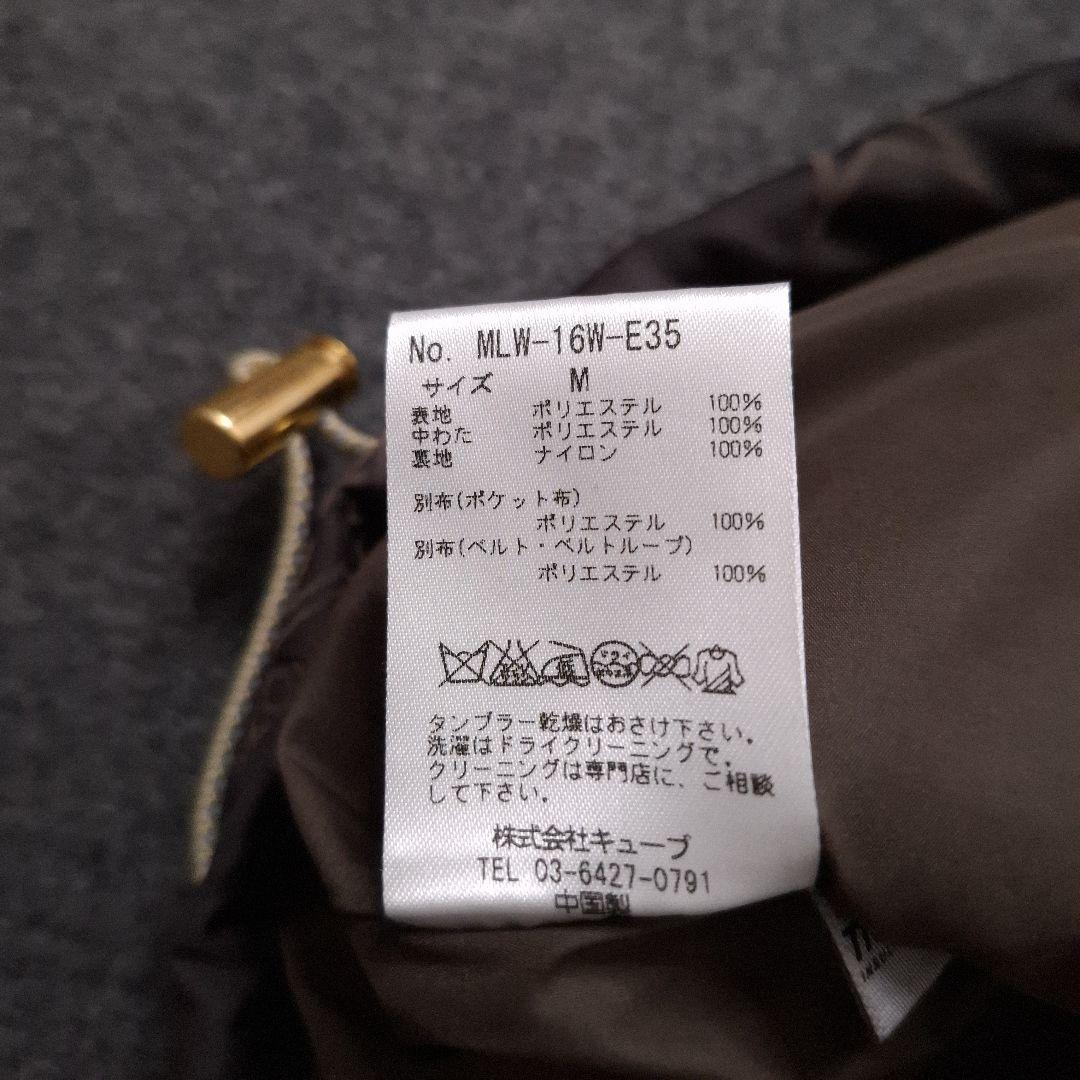 No. MLW-16W-E35
サイズ M
表地 ポリエステル 100%
中わた ポリエステル 100%
裏地 ナイロン 100%
別布(ポケット布)
ポリエステル 100%
別布(ベルト・ベルトループ)
ポリエステル 100%
タンブラー乾燥はおさけ下さい。
洗濯はドライクリーニングで。
クリーニングは専門店に、ご相談
して下さい。
株式会社キューブ
TEL 03-6427-0791
中国製